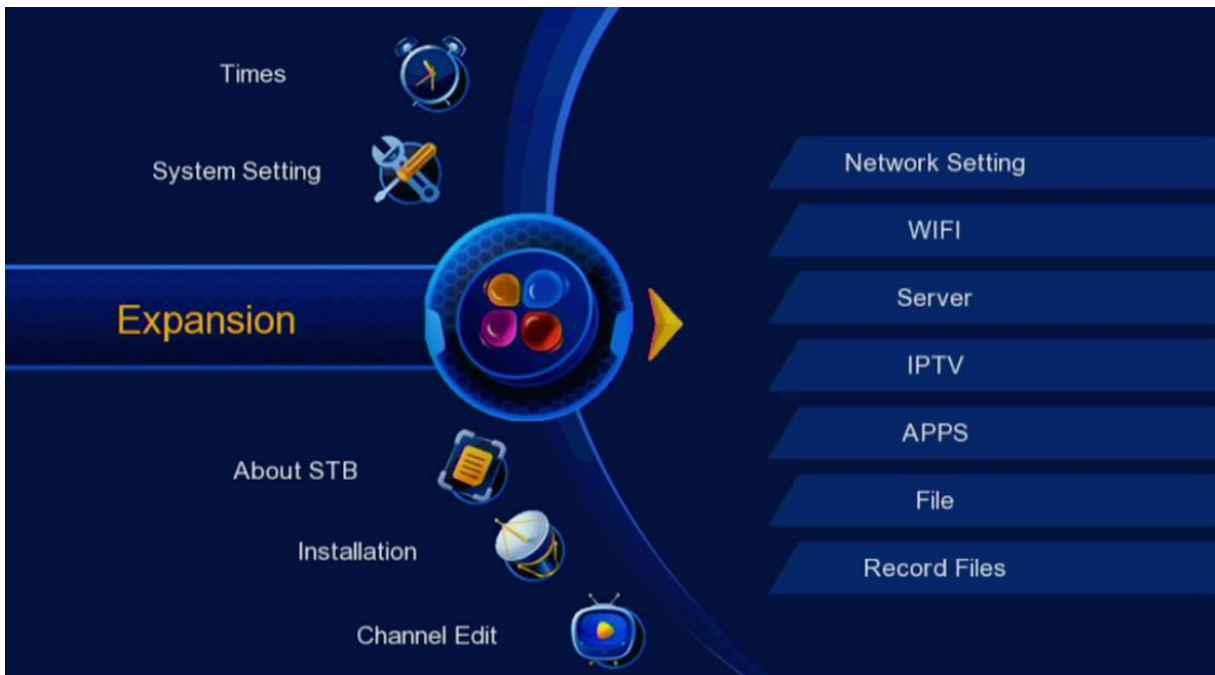 Times
System Setting
Expansion
About STB
Installation
Channel Edit
Network Setting
WIFI
Server
IPTV
APPS
File
Record Files